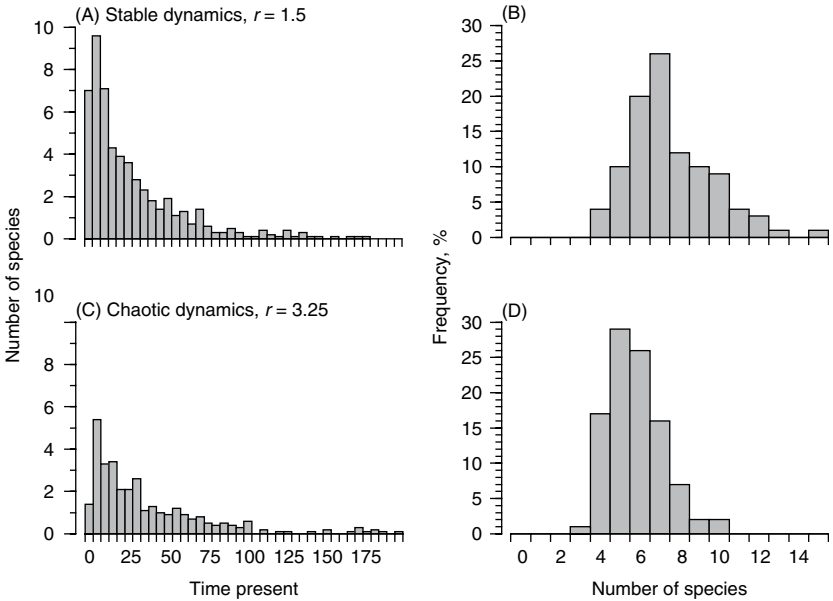 (A) Stable dynamics, r = 1.5
10
8
6
4
2
0
(B)
30
25
20
15
10
5
0
Number of species
Frequency, %
(C) Chaotic dynamics, r = 3.25
10
8
6
4
2
0
0 25 50 75 100 125 150 175
Time present
(D)
30
25
20
15
10
5
0
0 2 4 6 8 10 12 14
Number of species